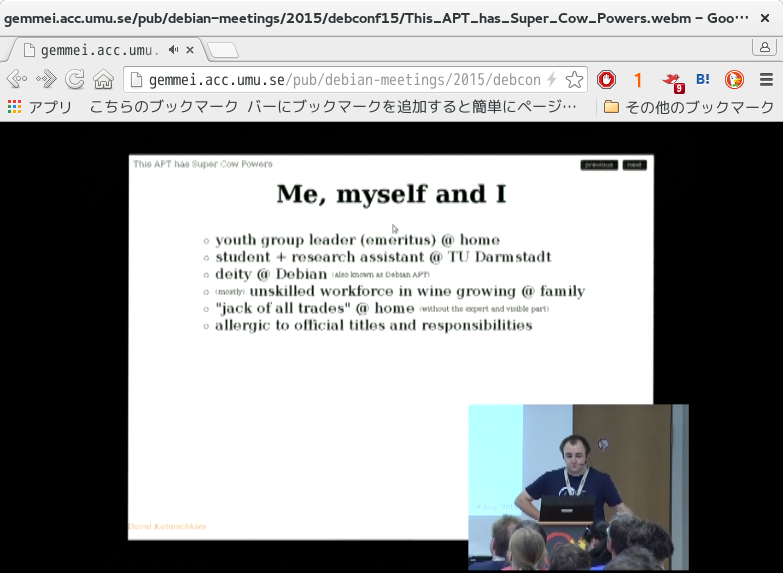 gemmei.acc.umu.se/pub/debian-meetings/2015/debconf15/This_APT_has_Super_Cow_Powers.webm – Goo…
gemmei.acc.umu.
gemmei.acc.umu.se/pub/debian-meetings/2015/debcon
1
9
B!
アプリ こちらのブックマーク バーにブックマークを追加すると簡単にページ… その他のブックマーク
This APT has Super Cow Powers
previous next
Me, myself and I
youth group leader (emeritus) @ home
student + research assistant @ TU Darmstadt
deity @ Debian (also known as Debian APT)
(mostly) unskilled workforce in wine growing @ family
"jack of all trades" @ home (without the expert and visible part)
allergic to official titles and responsibilities
David Kalnischkies